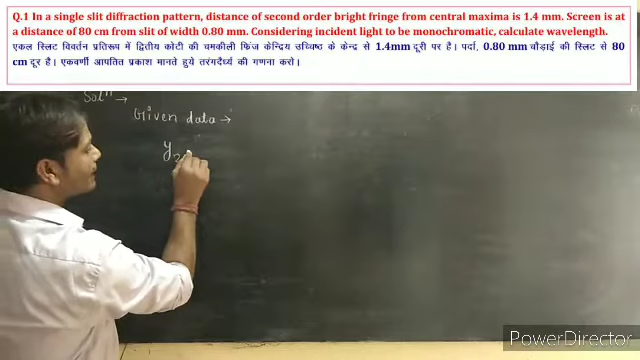 Q.1 In a single slit diffraction pattern, distance of second order bright fringe from central maxima is 1.4 mm. Screen is at
a distance of 80 cm from slit of width 0.80 mm. Considering incident light to be monochromatic, calculate wavelength.
एकल स्लिट विवर्तन प्रतिरूप में द्वितीय कोटी की चमकीली फ्रिंज केन्द्रिय उच्चिष्ठ के केन्द्र से 1.4mm दूरी पर है। पर्दा, 0.80 mm चौड़ाई की स्लिट से 80
cm दूर है। एकवर्णी आपतित प्रकाश मानते हुये तरंगदैर्ध्य की गणना करो।
Solⁿ →
Given data →
y₂
PowerDirector